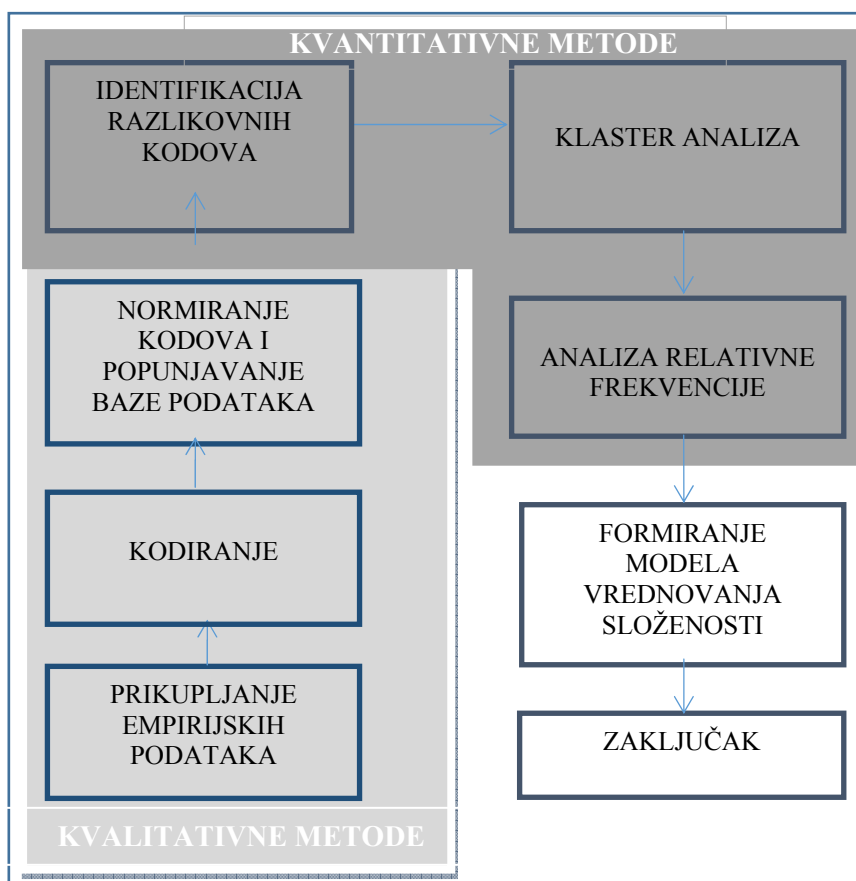 KVANTITATIVNE METODE
IDENTIFIKACIJA
RAZLIKOVNIH
KODOVA
KLASTER ANALIZA
NORMIRANJE
KODOVA I
POPUNJAVANJE
BAZE PODATAKA
ANALIZA RELATIVNE
FREKVENCIJE
KODIRANJE
FORMIRANJE
MODELA
VREDNOVANJA
SLOŽENOSTI
PRIKUPLJANJE
EMPIRIJSKIH
PODATAKA
ZAKLJUČAK
KVALITATIVNE METODE